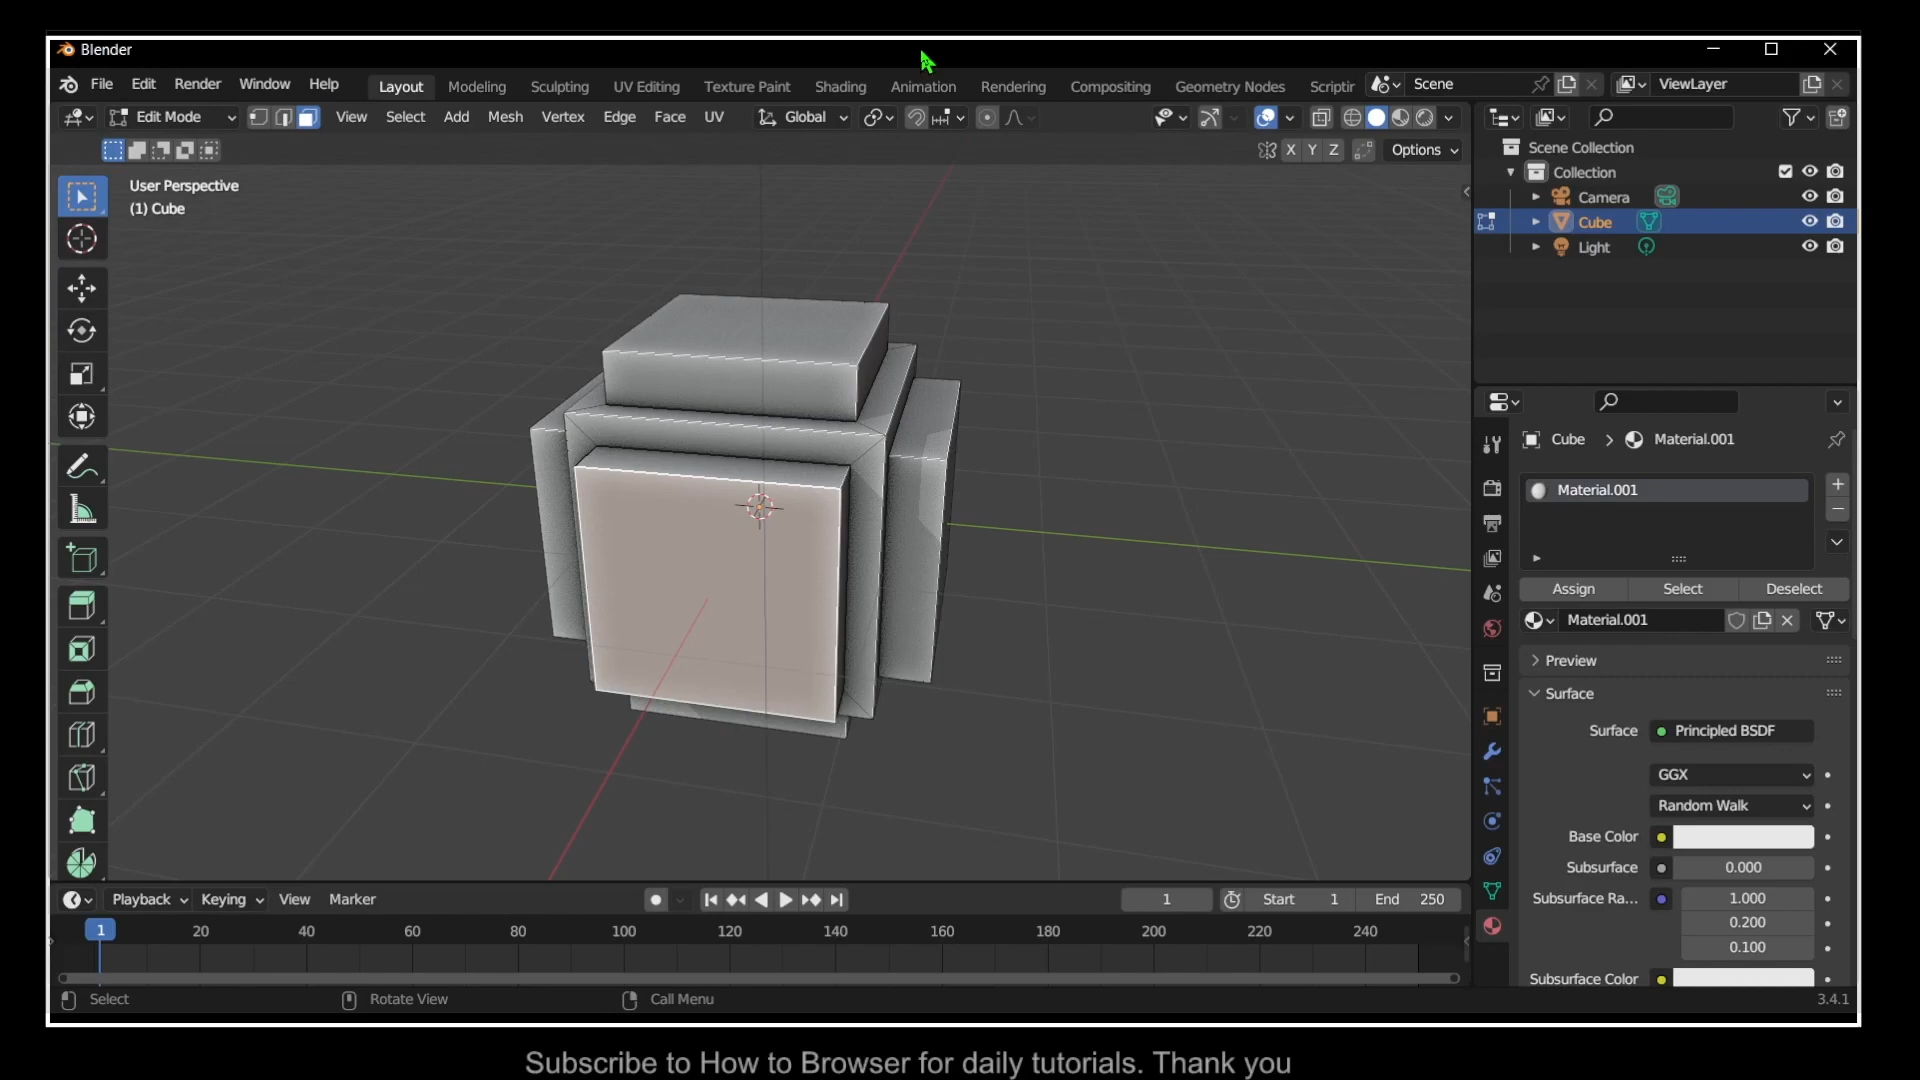 Blender
File Edit Render Window Help Layout Modeling Sculpting UV Editing Texture Paint Shading Animation Rendering Compositing Geometry Nodes Scriptin Scene ViewLayer
Edit Mode View Select Add Mesh Vertex Edge Face UV Global
X Y Z Options
User Perspective
(1) Cube
Scene Collection
Collection
Camera
Cube
Light
Cube > Material.001
Material.001
Assign Select Deselect
Material.001
Preview
Surface
Surface Principled BSDF
GGX
Random Walk
Base Color
Subsurface 0.000
Subsurface Ra... 1.000
0.200
0.100
Subsurface Color
Playback Keying View Marker 1 Start 1 End 250
1 20 40 60 80 100 120 140 160 180 200 220 240
Select Rotate View Call Menu 3.4.1
Subscribe to How to Browser for daily tutorials. Thank you